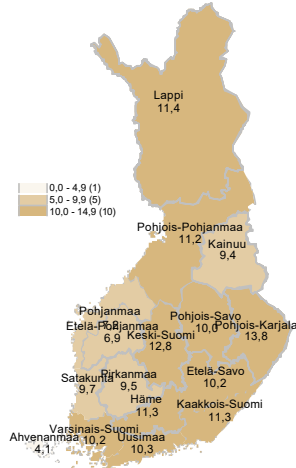 Lappi
11,4
0,0 - 4,9 (1)
5,0 - 9,9 (5)
10,0 - 14,9 (10)
Pohjois-Pohjanmaa
11,2
Kainuu
9,4
Pohjanmaa
Etelä-Pohjanmaa
6,9
Keski-Suomi
12,8
Pohjois-Savo
10,0
Pohjois-Karjala
13,8
Satakunta
9,7
Pirkanmaa
9,5
Etelä-Savo
10,2
Häme
11,3
Kaakkois-Suomi
11,3
Varsinais-Suomi
10,2
Uusimaa
10,3
Ahvenanmaa
4,1